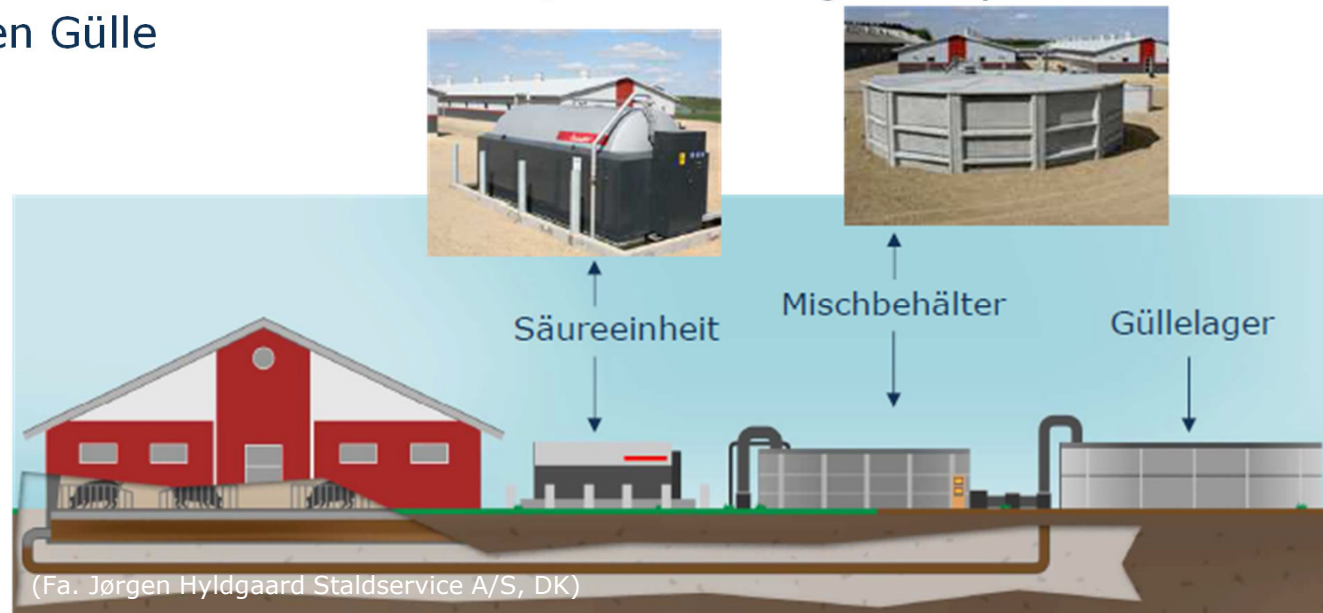 en Gülle
Säureeinheit
Mischbehälter
Güllelager
(Fa. Jørgen Hyldgaard Staldservice A/S, DK)